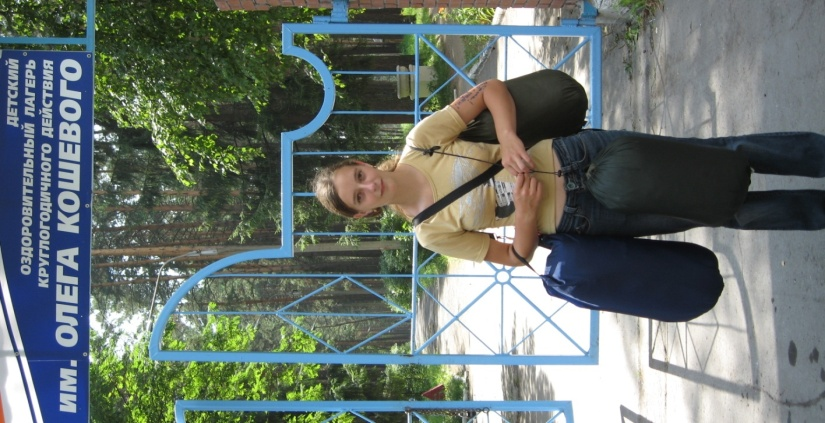 ДЕТСКИЙ
ОЗДОРОВИТЕЛЬНЫЙ ЛАГЕРЬ
КРУГЛОГОДИЧНОГО ДЕЙСТВИЯ
ИМ. ОЛЕГА КОШЕВОГО